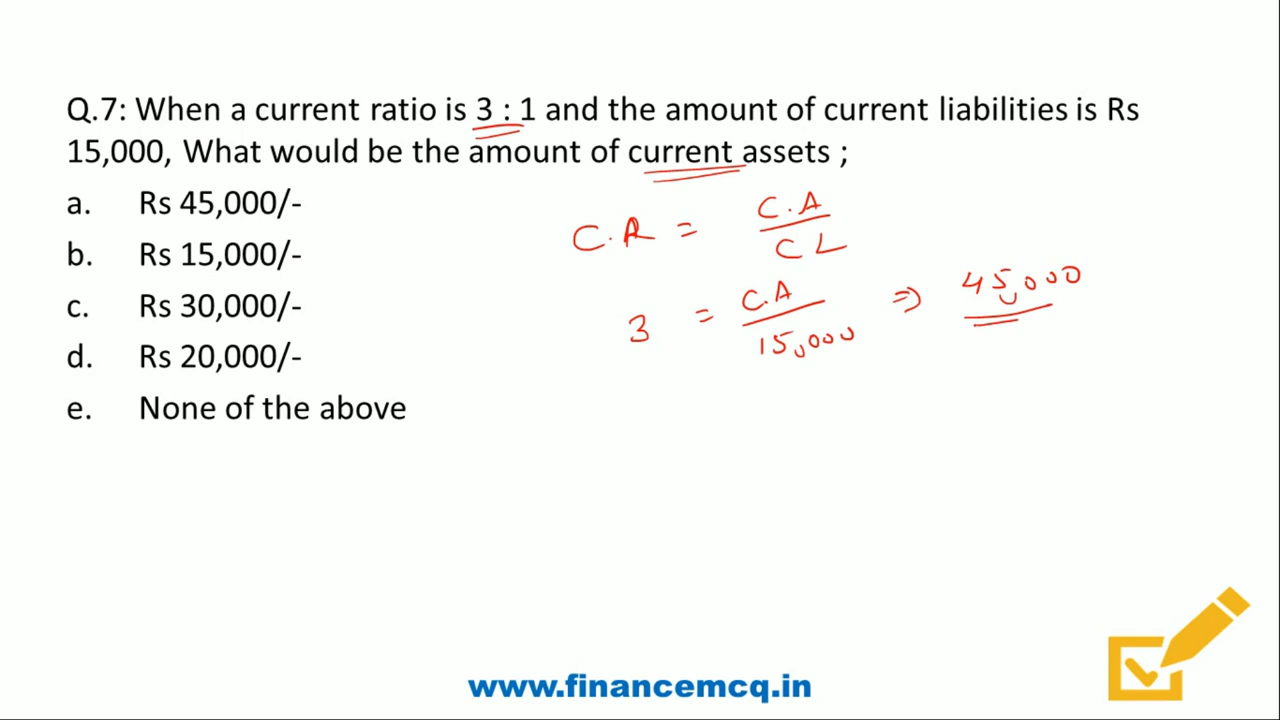 Q.7: When a current ratio is 3 : 1 and the amount of current liabilities is Rs
15,000, What would be the amount of current assets ;
a. Rs 45,000/-
b. Rs 15,000/-
c. Rs 30,000/-
d. Rs 20,000/-
e. None of the above
C.R = C.A / CL
3 = C.A / 15,000 ⇒ 45,000
www.financemcq.in